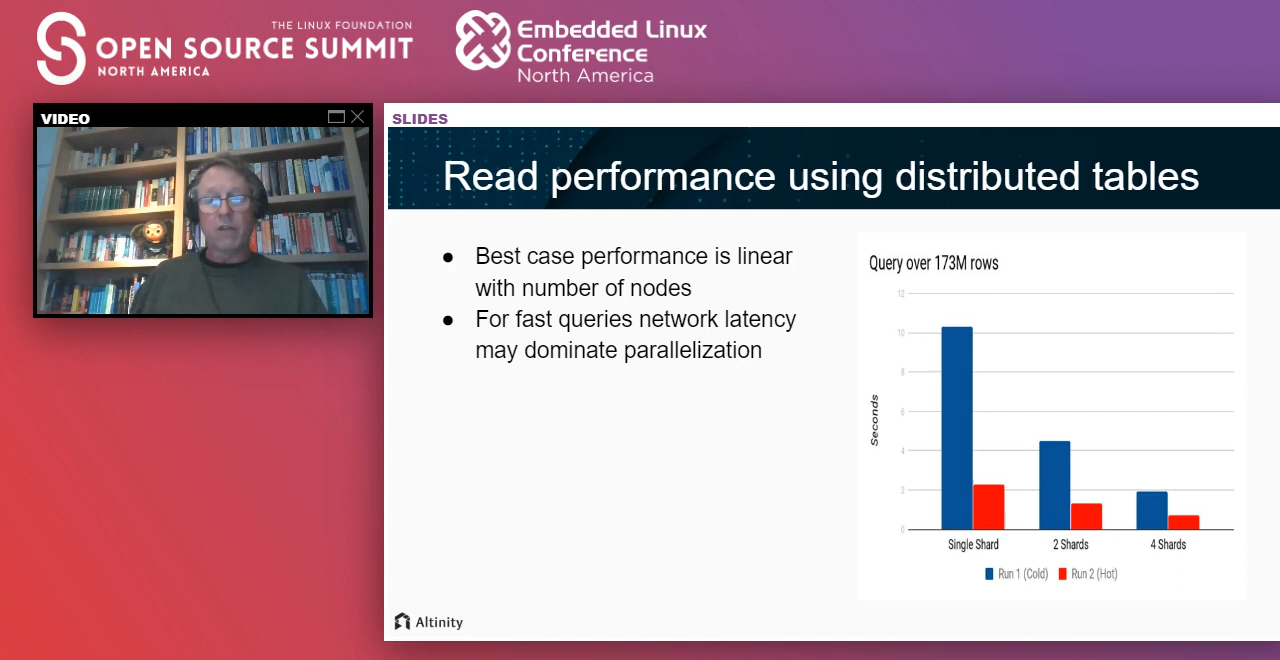 THE LINUX FOUNDATION
OPEN SOURCE SUMMIT
NORTH AMERICA
Embedded Linux
Conference
North America
VIDEO
SLIDES
Read performance using distributed tables
● Best case performance is linear
with number of nodes
● For fast queries network latency
may dominate parallelization
Query over 173M rows
12
10
8
6
4
2
0
Seconds
Single Shard
2 Shards
4 Shards
Run 1 (Cold)
Run 2 (Hot)
Altinity